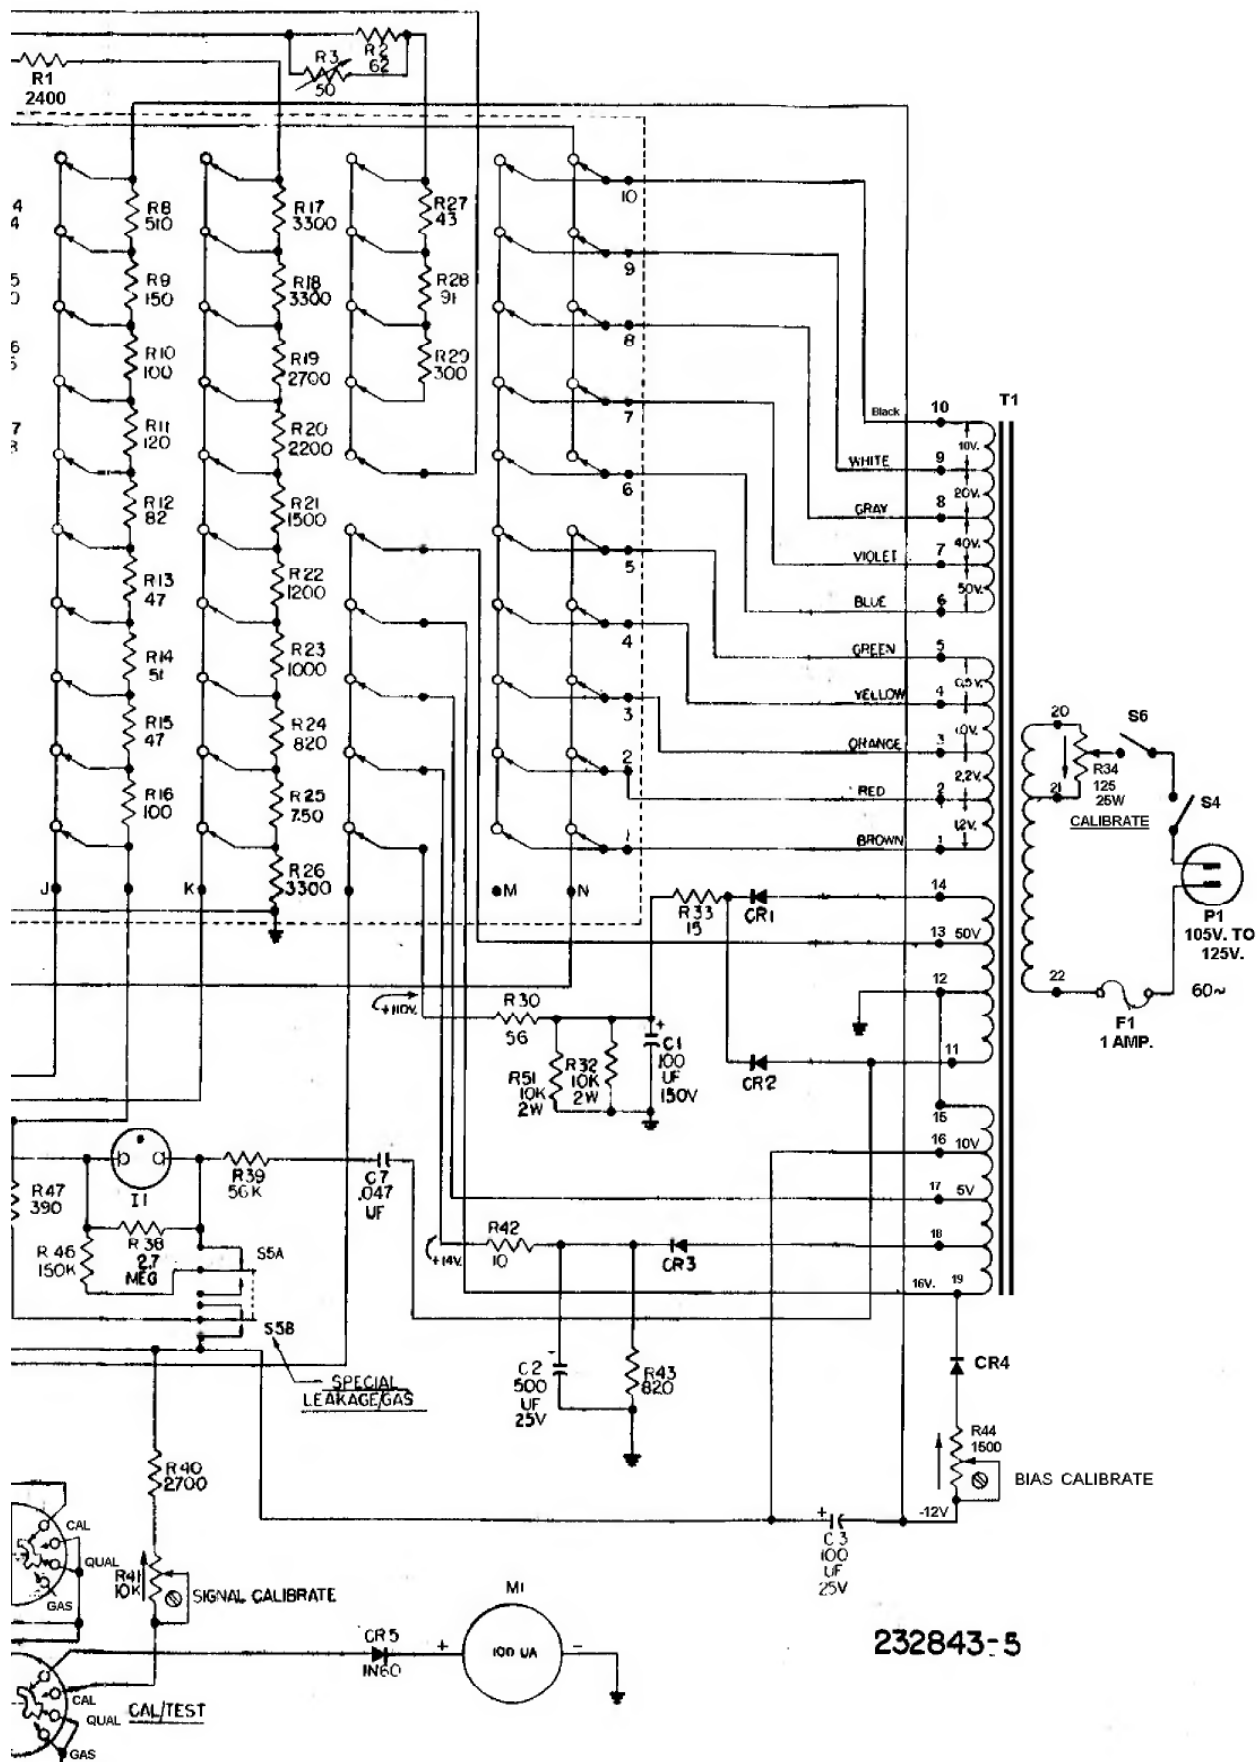 R1
2400
R3
50
R2
62
R8
510
R9
150
R10
100
R11
120
R12
82
R13
47
R14
51
R15
47
R16
100
R17
3300
R18
3300
R19
2700
R20
2200
R21
1500
R22
1200
R23
1000
R24
820
R25
750
R26
3300
R27
43
R28
91
R29
300
10
9
8
7
6
5
4
3
2
1
J
K
M
N
T1
Black 10
10V.
WHITE 9
20V.
GRAY 8
40V.
VIOLET 7
50V.
BLUE 6
GREEN 5
0.5V.
YELLOW 4
ORANGE 3
2.2V.
RED 2
12V.
BROWN 1
20
21
22
R34
125
25W
CALIBRATE
S6
S4
P1
105V. TO
125V.
60~
F1
1 AMP.
14
13 50V
12
11
15
16 10V
17 5V
18
16V. 19
R33
15
CR1
CR2
+110V.
R30
56
R51
10K
2W
R32
10K
2W
+
C1
100
UF
150V
I1
R39
56K
C7
.047
UF
R47
390
R46
150K
R38
2.7
MEG
S5A
S5B
SPECIAL
LEAKAGE/GAS
+14V.
R42
10
CR3
C2
500
UF
25V
R43
820
CR4
R44
1500
BIAS CALIBRATE
-12V
+
C3
100
UF
25V
R40
2700
R41
10K
SIGNAL CALIBRATE
CAL
QUAL
GAS
CAL
QUAL
GAS
CAL/TEST
CR5
IN60
+
M1
100 UA
-
232843-5